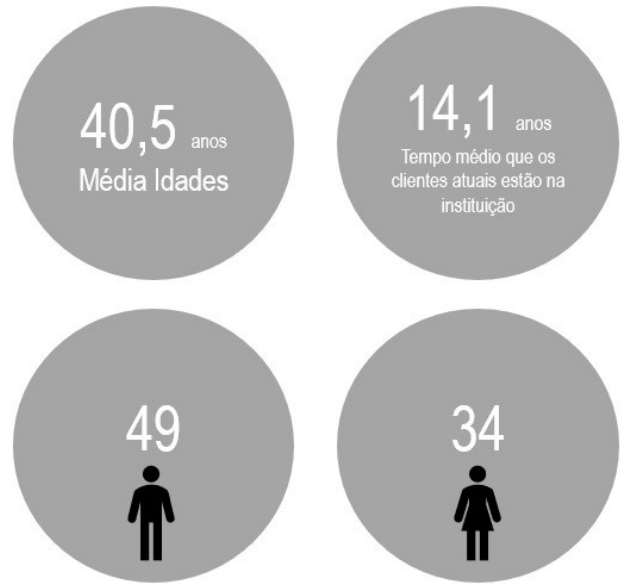 40,5 anos
Média Idades
14,1 anos
Tempo médio que os
clientes atuais estão na
instituição
49
34